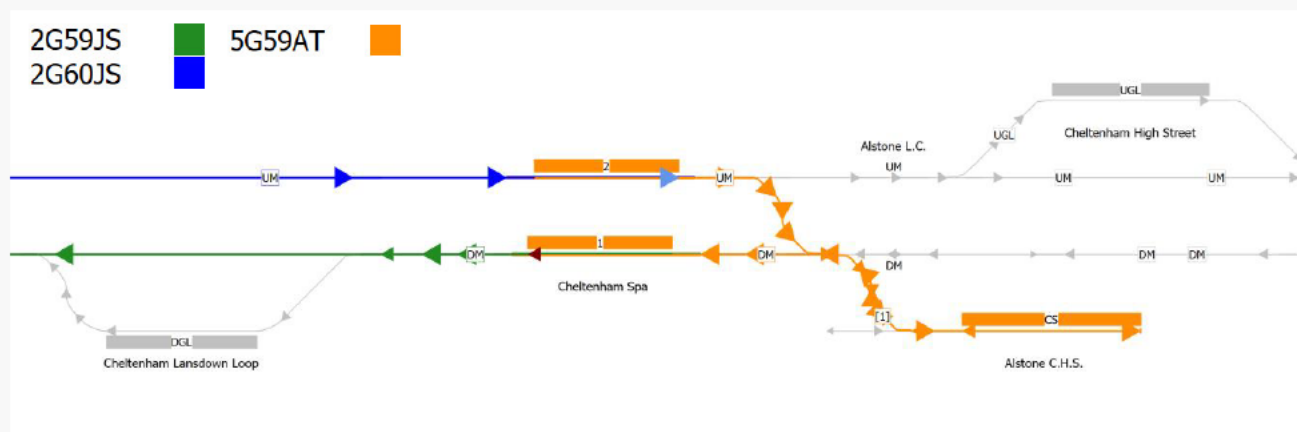 2G59JS 5G59AT
2G60JS
UGL
UGL
Cheltenham High Street
Alstone L.C.
2
UM
UM
UM
UM
UM
1
DM
DM
DM
DM
DM
Cheltenham Spa
[1]
CS
DGL
Cheltenham Lansdown Loop
Alstone C.H.S.